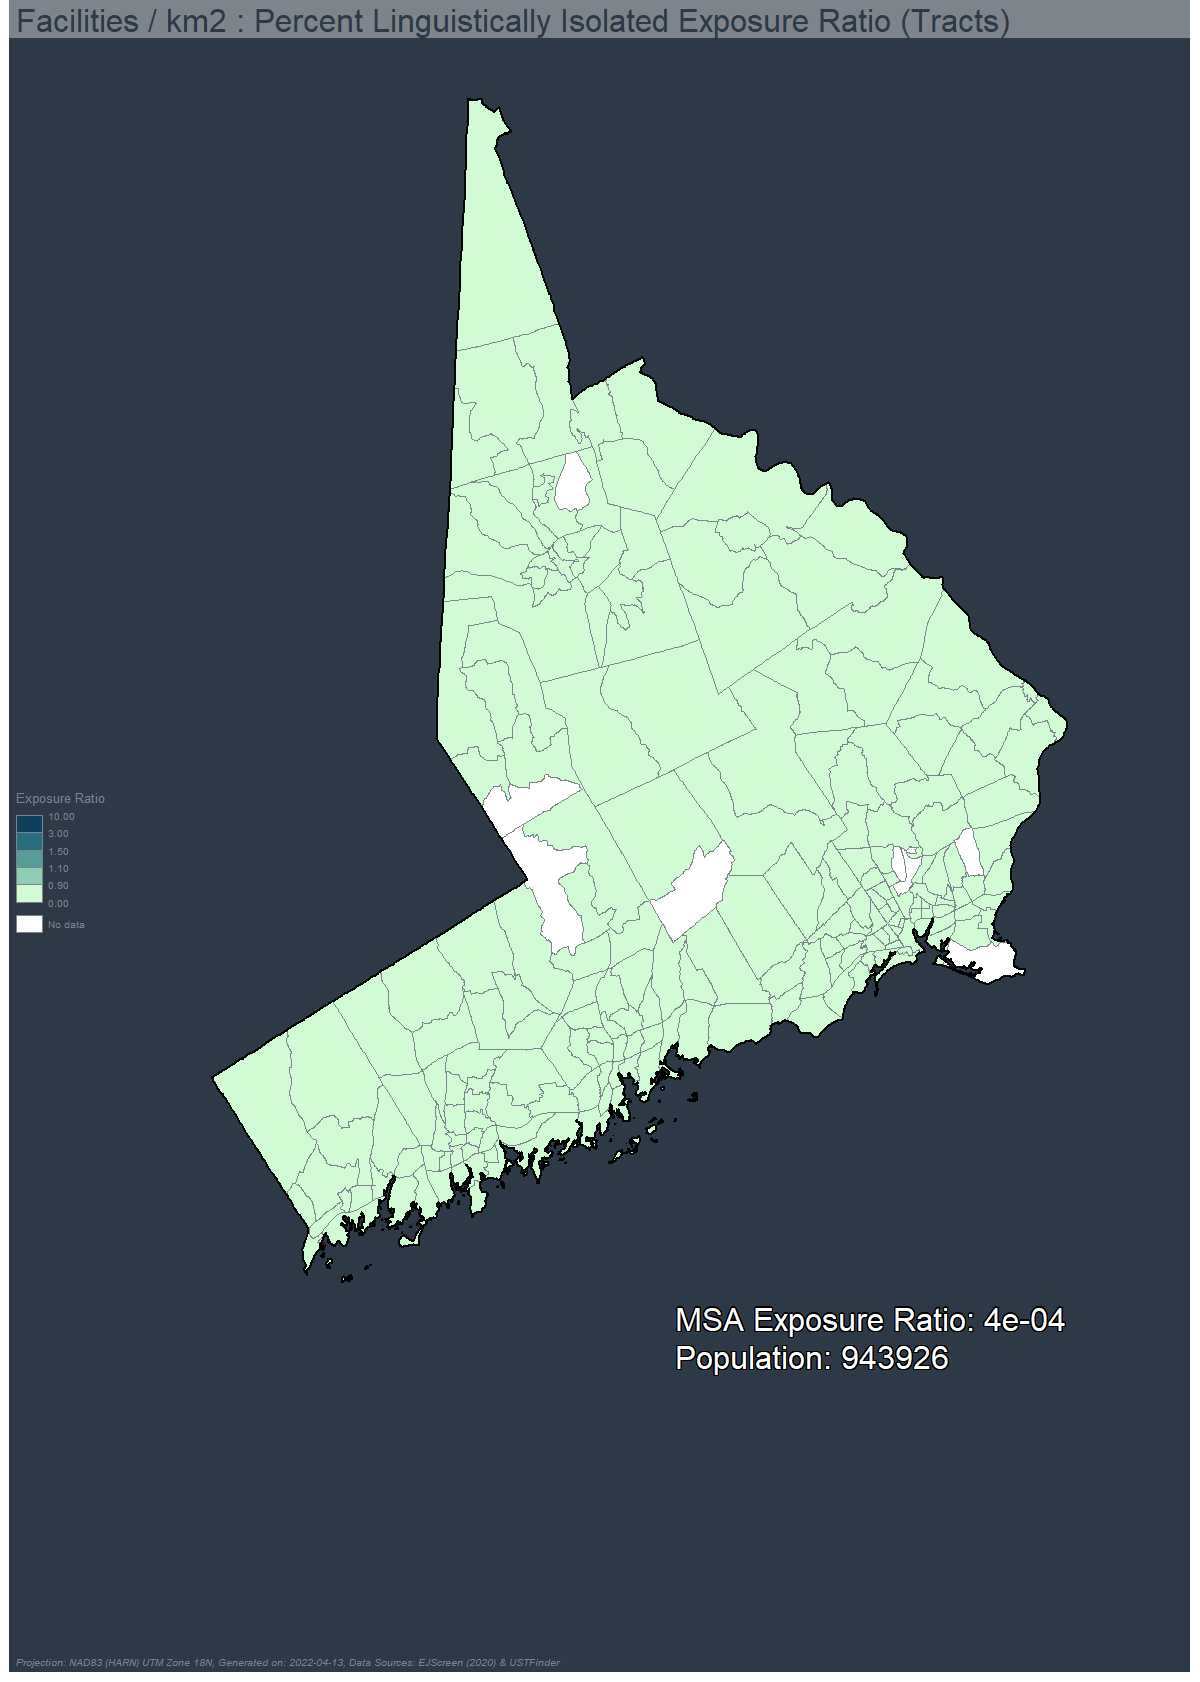 Facilities / km2 : Percent Linguistically Isolated Exposure Ratio (Tracts)
Exposure Ratio
10.00
3.00
1.50
1.10
0.90
0.00
No data
MSA Exposure Ratio: 4e-04
Population: 943926
Projection: NAD83 (HARN) UTM Zone 18N, Generated on: 2022-04-13, Data Sources: EJScreen (2020) & USTFinder